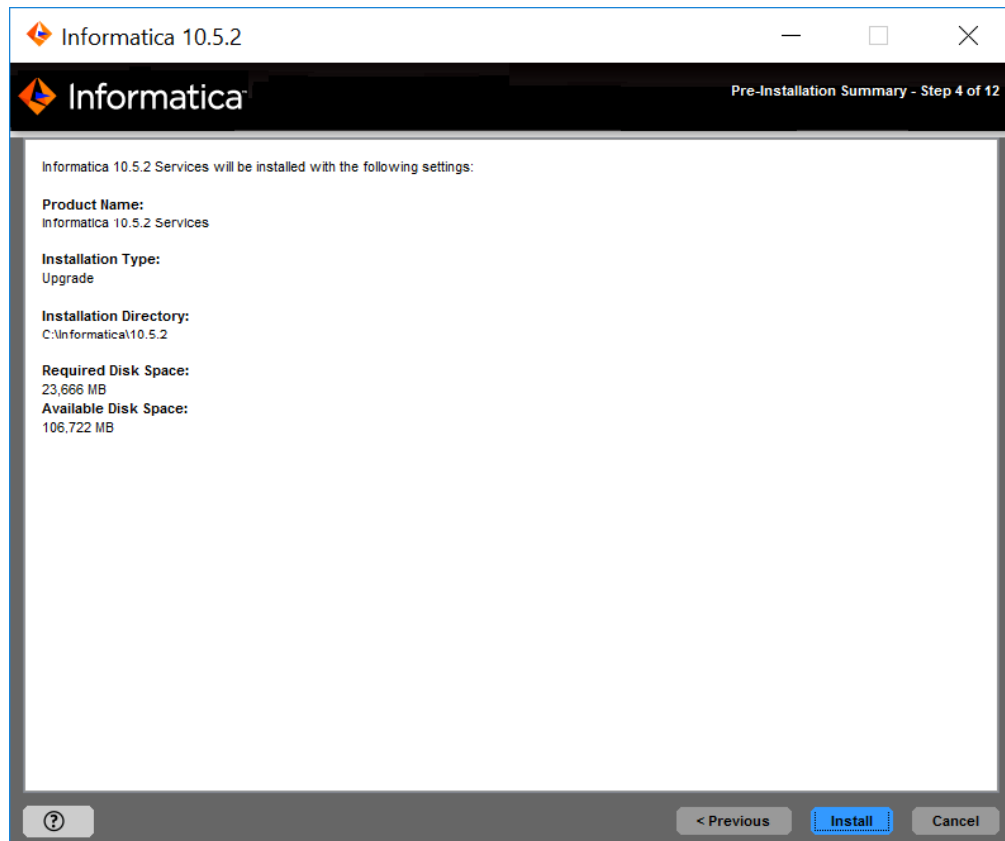 Informatica 10.5.2
Informatica
Pre-Installation Summary - Step 4 of 12
Informatica 10.5.2 Services will be installed with the following settings:
Product Name:
Informatica 10.5.2 Services
Installation Type:
Upgrade
Installation Directory:
C:\Informatica\10.5.2
Required Disk Space:
23,666 MB
Available Disk Space:
106,722 MB
?
< Previous
Install
Cancel